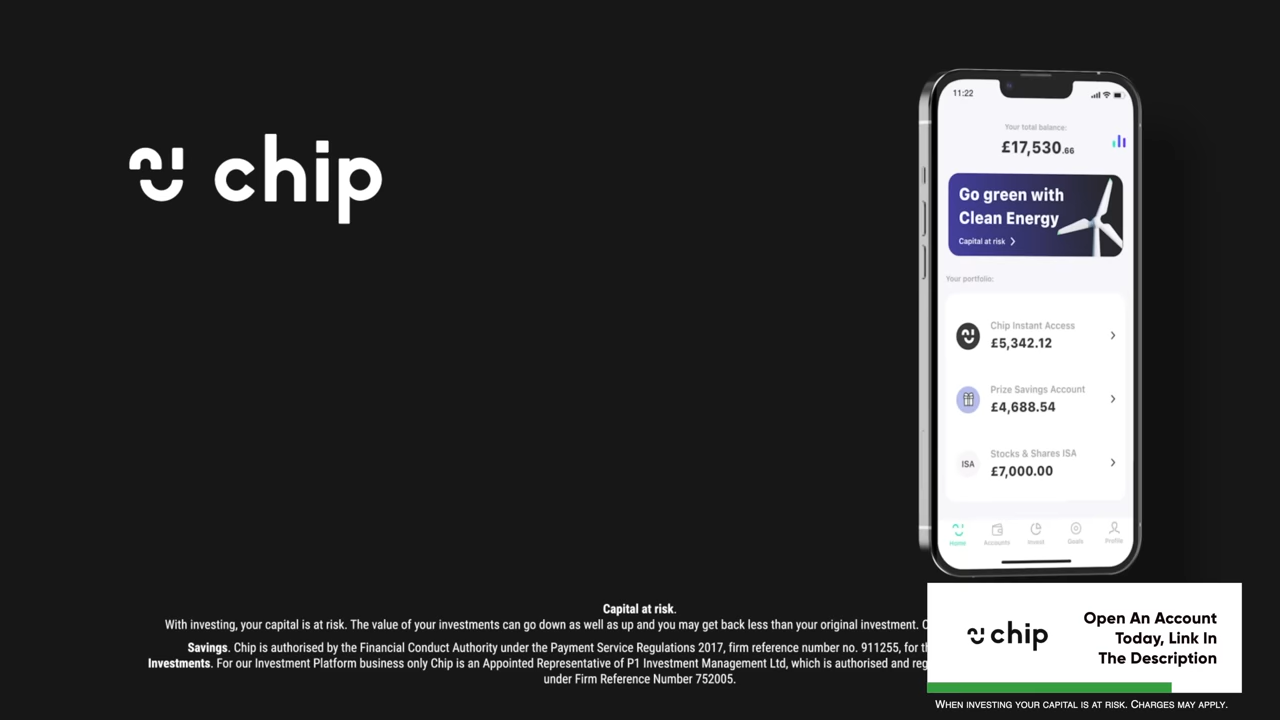 chip
11:22
Your total balance:
£17,530.66
Go green with
Clean Energy
Capital at risk
Your portfolio:
Chip Instant Access
£5,342.12
Prize Savings Account
£4,688.54
ISA
Stocks & Shares ISA
£7,000.00
Home Accounts Invest Goals Profile
Capital at risk.
With investing, your capital is at risk. The value of your investments can go down as well as up and you may get back less than your original investment.
Savings. Chip is authorised by the Financial Conduct Authority under the Payment Service Regulations 2017, firm reference number no. 911255, for
Investments. For our Investment Platform business only Chip is an Appointed Representative of P1 Investment Management Ltd, which is authorised and
under Firm Reference Number 752005.
chip
Open An Account
Today, Link In
The Description
WHEN INVESTING YOUR CAPITAL IS AT RISK. CHARGES MAY APPLY.